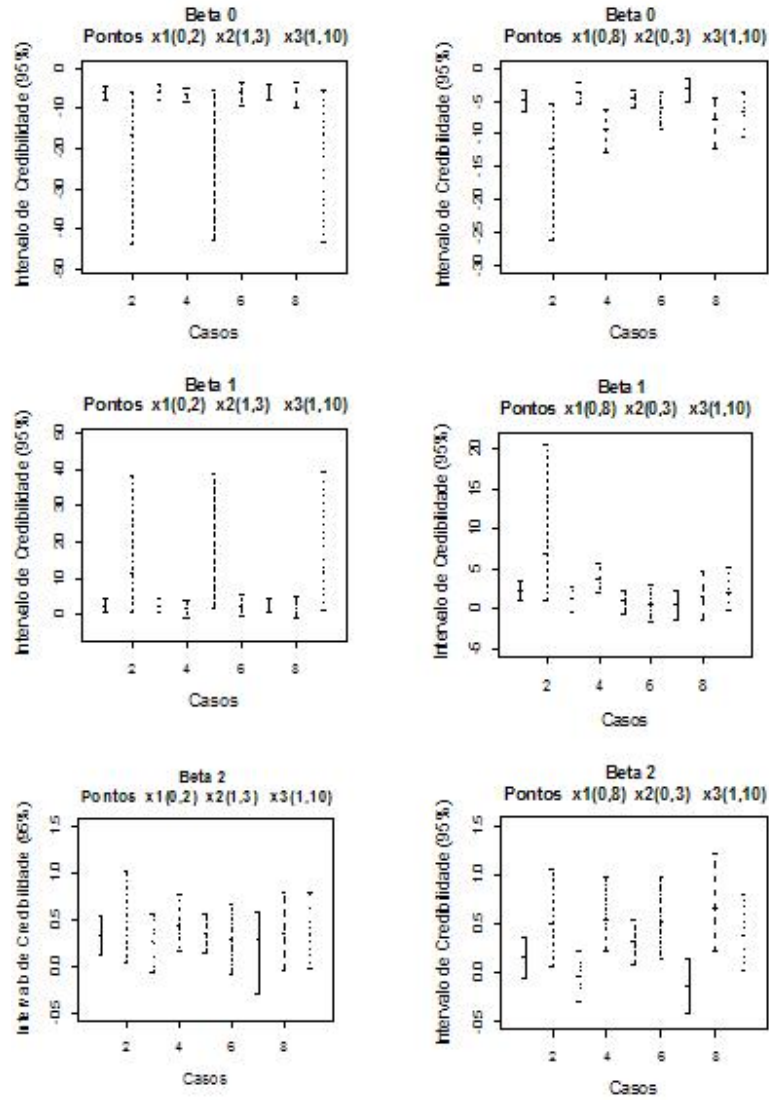 Beta 0
Pontos x1(0,2) x2(1,3) x3(1,10)
Intervalo de Credibilidade (95%)
0
-10
-20
-30
-40
-50
2 4 6 8
Casos
Beta 0
Pontos x1(0,8) x2(0,3) x3(1,10)
Intervalo de Credibilidade (95%)
0
-5
-10
-15
-20
-25
-30
2 4 6 8
Casos
Beta 1
Pontos x1(0,2) x2(1,3) x3(1,10)
Intervalo de Credibilidade (95%)
50
40
30
20
10
0
2 4 6 8
Casos
Beta 1
Pontos x1(0,8) x2(0,3) x3(1,10)
Intervalo de Credibilidade (95%)
20
15
10
5
0
-5
2 4 6 8
Casos
Beta 2
Pontos x1(0,2) x2(1,3) x3(1,10)
Intervalo de Credibilidade (95%)
1.5
1.0
0.5
0.0
-0.5
2 4 6 8
Casos
Beta 2
Pontos x1(0,8) x2(0,3) x3(1,10)
Intervalo de Credibilidade (95%)
1.5
1.0
0.5
0.0
-0.5
2 4 6 8
Casos